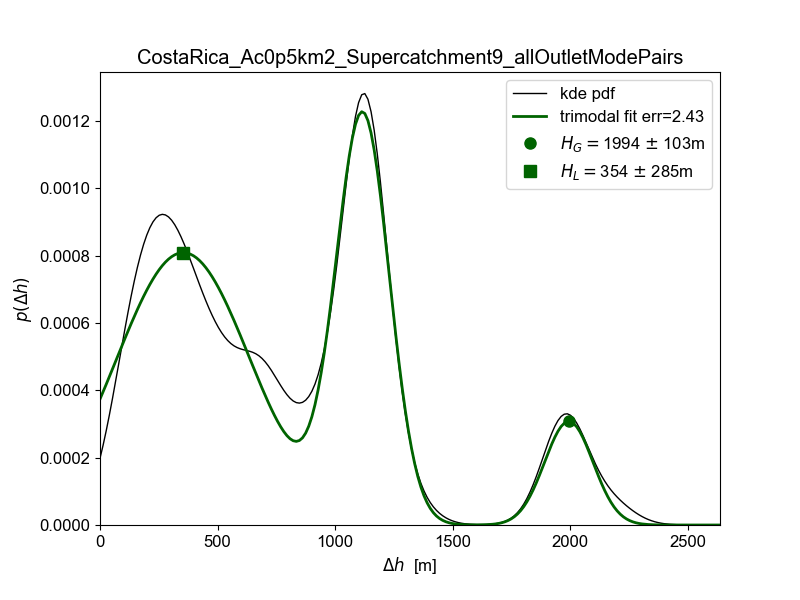 CostaRica_Ac0p5km2_Supercatchment9_allOutletModePairs
kde pdf
trimodal fit err=2.43
H_G = 1994 ± 103m
H_L = 354 ± 285m
p(Δh)
0.0012
0.0010
0.0008
0.0006
0.0004
0.0002
0.0000
0 500 1000 1500 2000 2500
Δh [m]